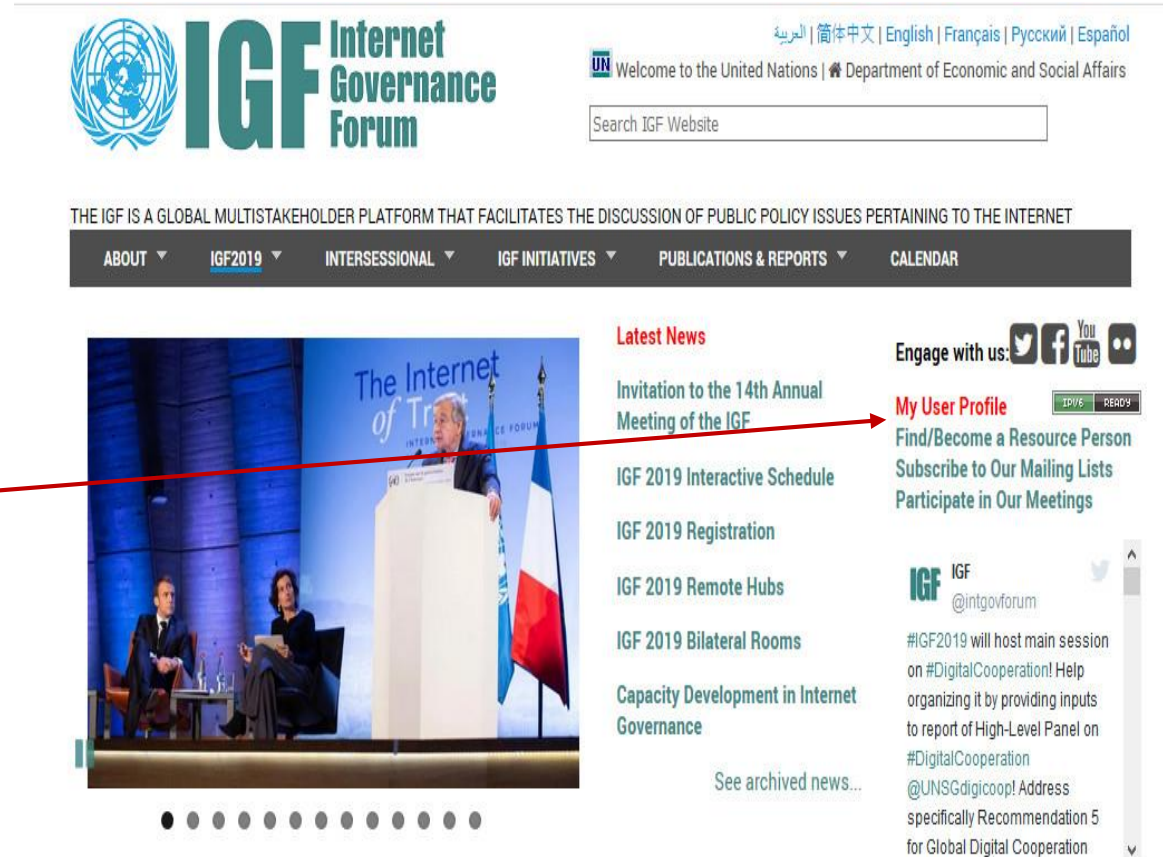 IGF Internet
Governance
Forum
العربية | 简体中文 | English | Français | Русский | Español
UN Welcome to the United Nations | Department of Economic and Social Affairs
Search IGF Website
THE IGF IS A GLOBAL MULTISTAKEHOLDER PLATFORM THAT FACILITATES THE DISCUSSION OF PUBLIC POLICY ISSUES PERTAINING TO THE INTERNET
ABOUT IGF2019 INTERSESSIONAL IGF INITIATIVES PUBLICATIONS & REPORTS CALENDAR
The Internet
of
INTERN
NANCE FORUM
Latest News
Invitation to the 14th Annual
Meeting of the IGF
IGF 2019 Interactive Schedule
IGF 2019 Registration
IGF 2019 Remote Hubs
IGF 2019 Bilateral Rooms
Capacity Development in Internet
Governance
See archived news...
Engage with us:
You
Tube
My User Profile
IPV6 READY
Find/Become a Resource Person
Subscribe to Our Mailing Lists
Participate in Our Meetings
IGF IGF
@intgovforum
#IGF2019 will host main session
on #DigitalCooperation! Help
organizing it by providing inputs
to report of High-Level Panel on
#DigitalCooperation
@UNSGdigicoop! Address
specifically Recommendation 5
for Global Digital Cooperation